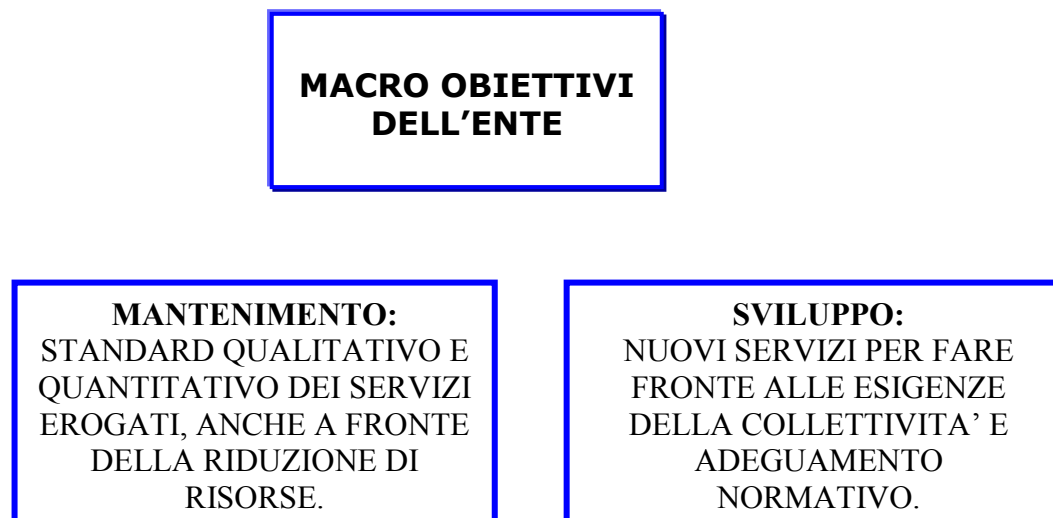 MACRO OBIETTIVI
DELL’ENTE
MANTENIMENTO:
STANDARD QUALITATIVO E
QUANTITATIVO DEI SERVIZI
EROGATI, ANCHE A FRONTE
DELLA RIDUZIONE DI
RISORSE.
SVILUPPO:
NUOVI SERVIZI PER FARE
FRONTE ALLE ESIGENZE
DELLA COLLETTIVITA’ E
ADEGUAMENTO
NORMATIVO.